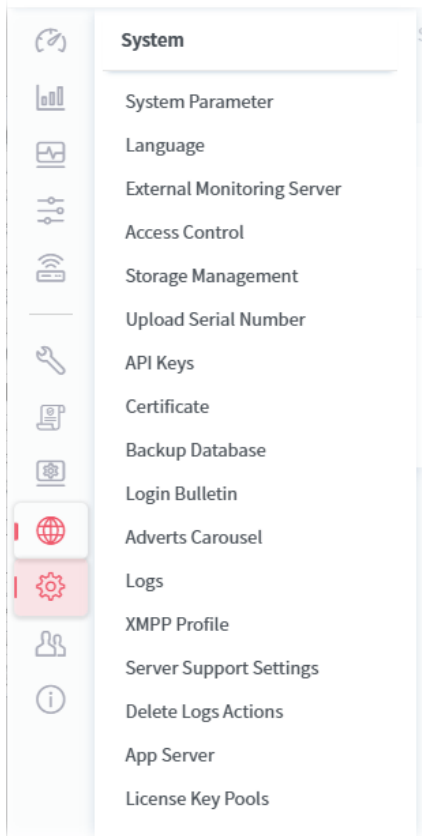 System
System Parameter
Language
External Monitoring Server
Access Control
Storage Management
Upload Serial Number
API Keys
Certificate
Backup Database
Login Bulletin
Adverts Carousel
Logs
XMPP Profile
Server Support Settings
Delete Logs Actions
App Server
License Key Pools